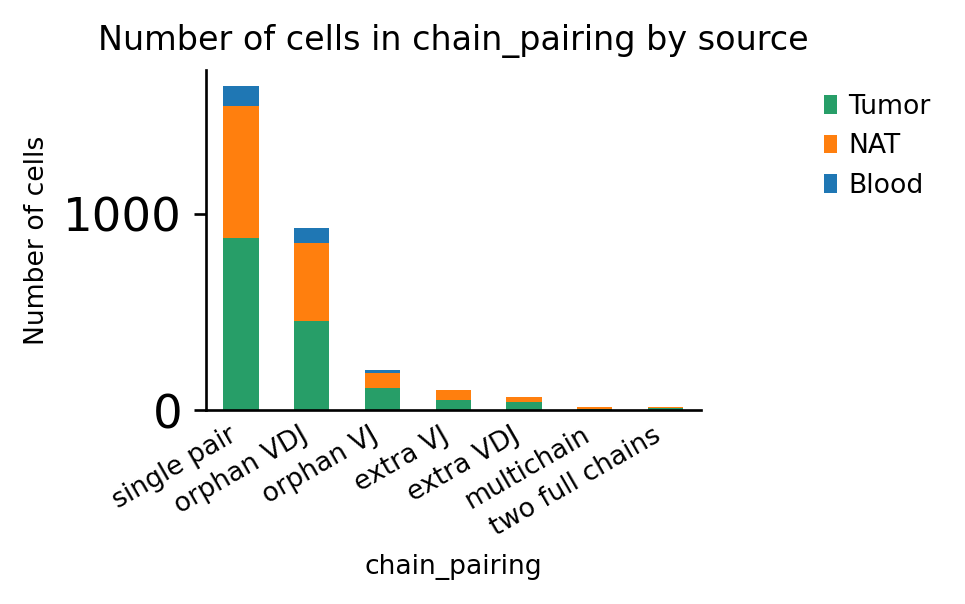 Number of cells in chain_pairing by source
Tumor
NAT
Blood
Number of cells
1000
0
single pair
orphan VDJ
orphan VJ
extra VJ
extra VDJ
multichain
two full chains
chain_pairing